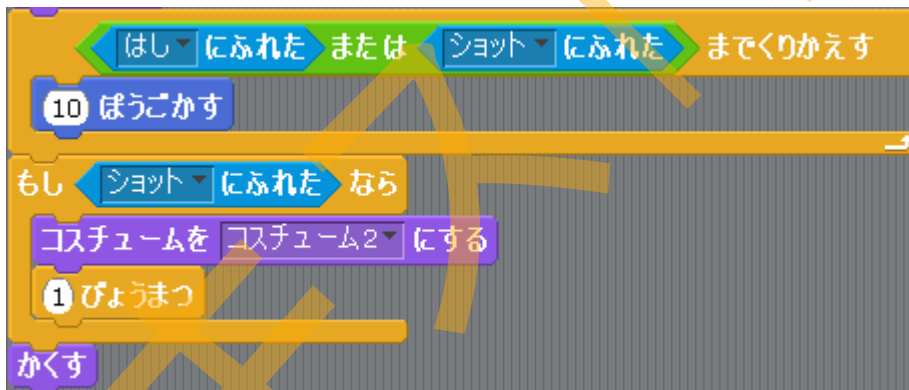 はし にふれた または ショット にふれた までくりかえす
10 ほうごかす
もし ショット にふれた なら
コスチュームを コスチューム2 にする
1 びょうまつ
かくす